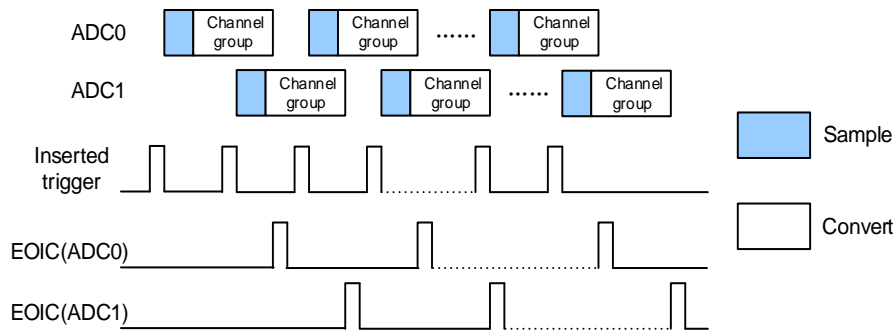 ADC0
Channel group
Channel group
......
Channel group
ADC1
Channel group
Channel group
......
Channel group
Sample
Inserted trigger
Convert
EOIC(ADC0)
EOIC(ADC1)